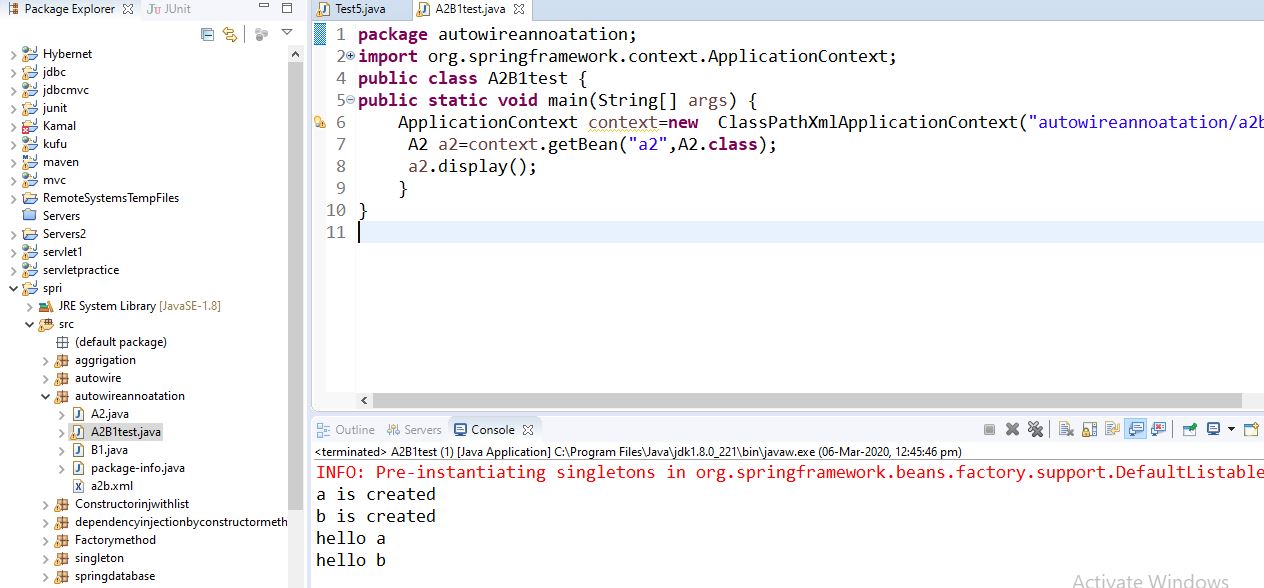 Package Explorer JUnit
Hybernet
jdbc
jdbcmvc
junit
Kamal
kufu
maven
mvc
RemoteSystemsTempFiles
Servers
Servers2
servlet1
servletpractice
spri
JRE System Library [JavaSE-1.8]
src
(default package)
aggrigation
autowire
autowireannoatation
A2.java
A2B1test.java
B1.java
package-info.java
a2b.xml
Constructorinjwithlist
dependencyinjectionbyconstructormeth
Factorymethod
singleton
springdatabase
Test5.java A2B1test.java
1 package autowireannoatation;
2 import org.springframework.context.ApplicationContext;
4 public class A2B1test {
5 public static void main(String[] args) {
6 ApplicationContext context=new ClassPathXmlApplicationContext("autowireannoatation/a2b
7 A2 a2=context.getBean("a2",A2.class);
8 a2.display();
9 }
10 }
11
Outline Servers Console
<terminated> A2B1test (1) [Java Application] C:\Program Files\Java\jdk1.8.0_221\bin\javaw.exe (06-Mar-2020, 12:45:46 pm)
INFO: Pre-instantiating singletons in org.springframework.beans.factory.support.DefaultListable
a is created
b is created
hello a
hello b
Activate Windows